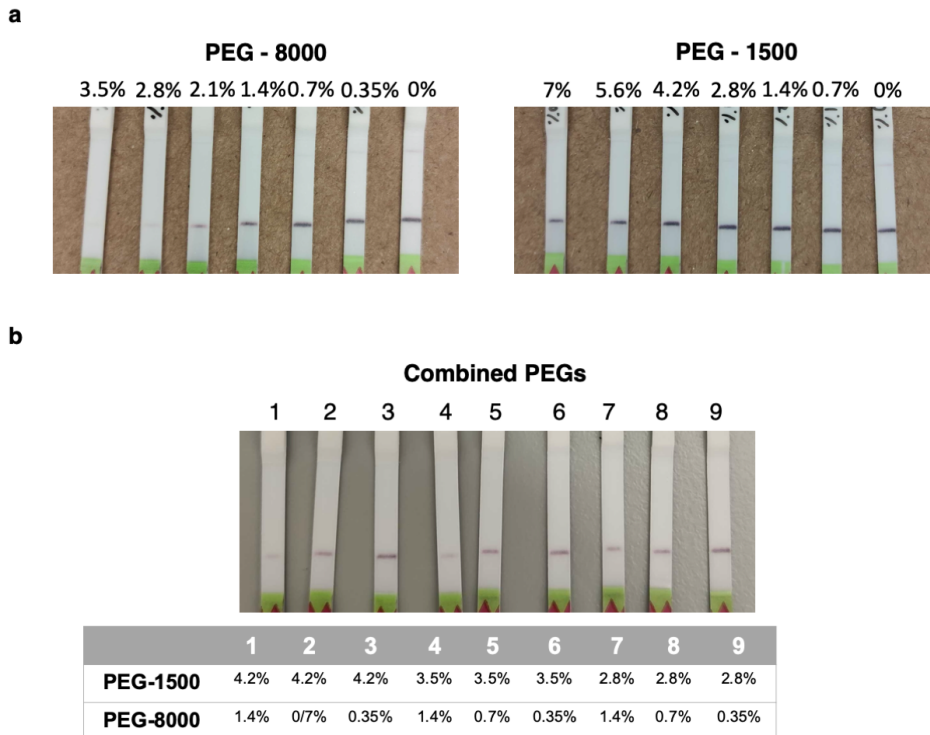 a
PEG - 8000
PEG - 1500
3.5% 2.8% 2.1% 1.4% 0.7% 0.35% 0%
7% 5.6% 4.2% 2.8% 1.4% 0.7% 0%
b
Combined PEGs
1 2 3 4 5 6 7 8 9
1 2 3 4 5 6 7 8 9
PEG-1500 4.2% 4.2% 4.2% 3.5% 3.5% 3.5% 2.8% 2.8% 2.8%
PEG-8000 1.4% 0/7% 0.35% 1.4% 0.7% 0.35% 1.4% 0.7% 0.35%